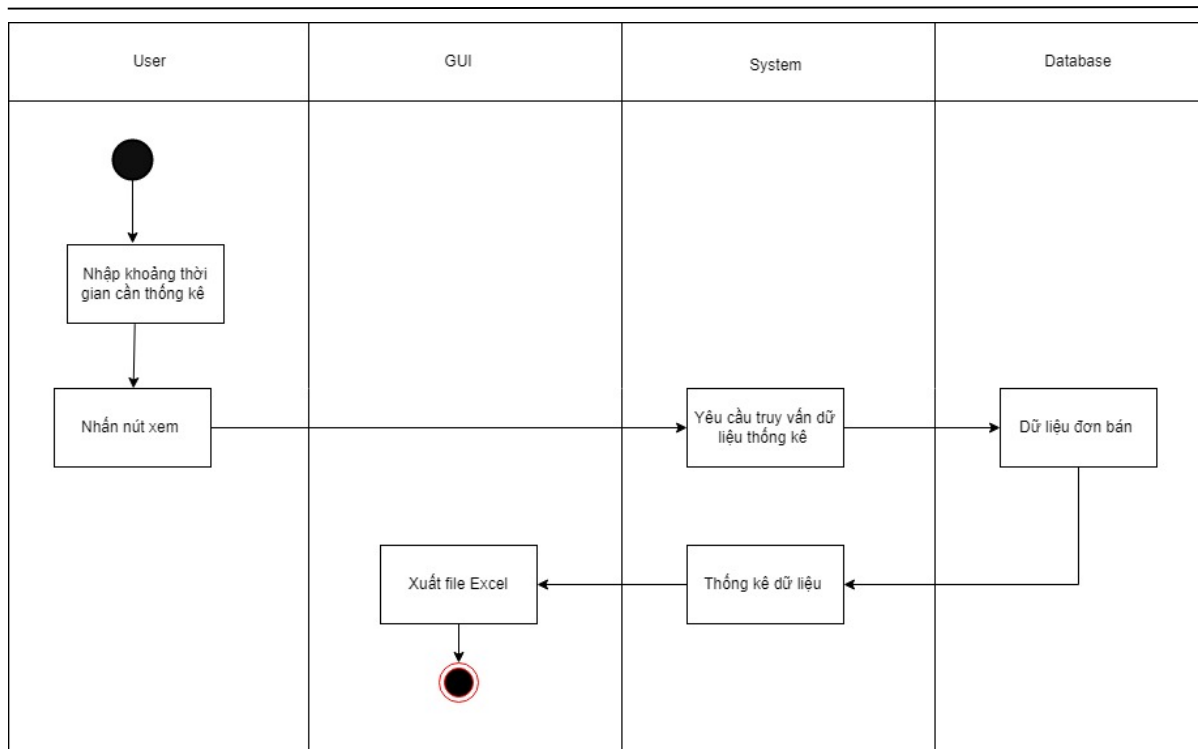 User
GUI
System
Database
Nhập khoảng thời
gian cần thống kê
Nhấn nút xem
Yêu cầu truy vấn dữ
liệu thống kê
Dữ liệu đơn bán
Xuất file Excel
Thống kê dữ liệu